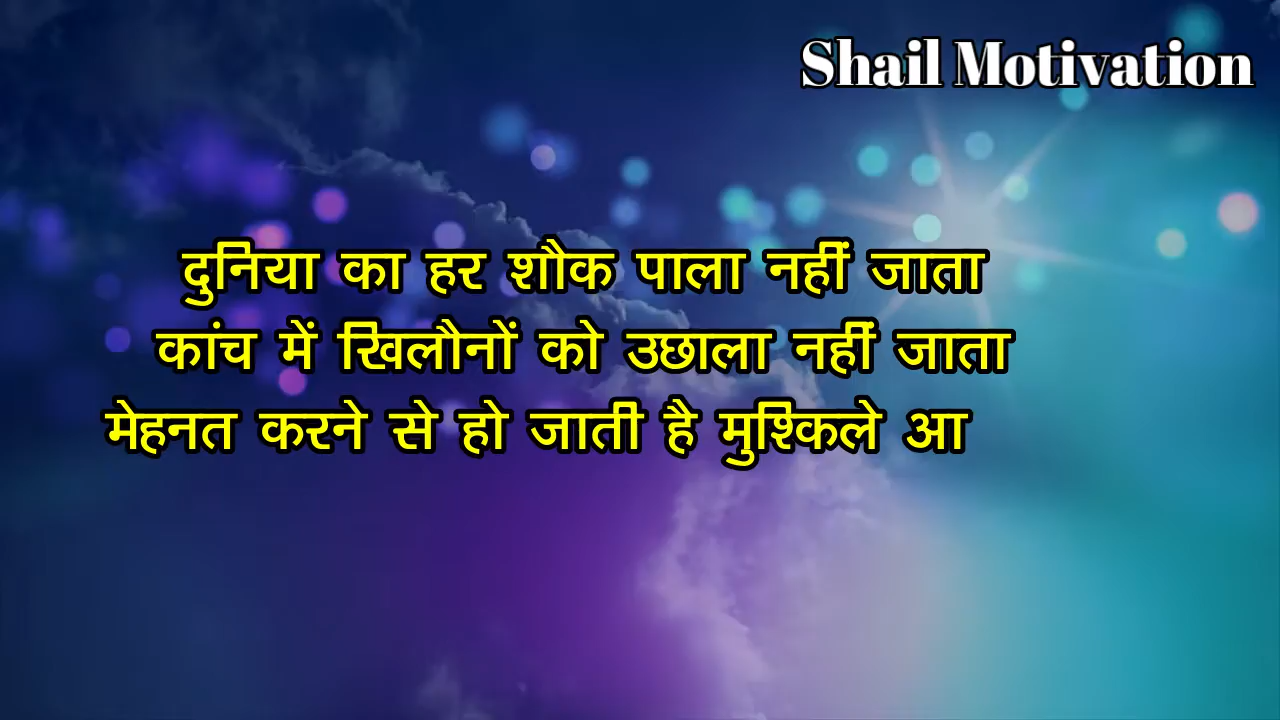 Shail Motivation
दुनिया का हर शौक पाला नहीं जाता
कांच में खिलौनों को उछाला नहीं जाता
मेहनत करने से हो जाती है मुश्किले आ